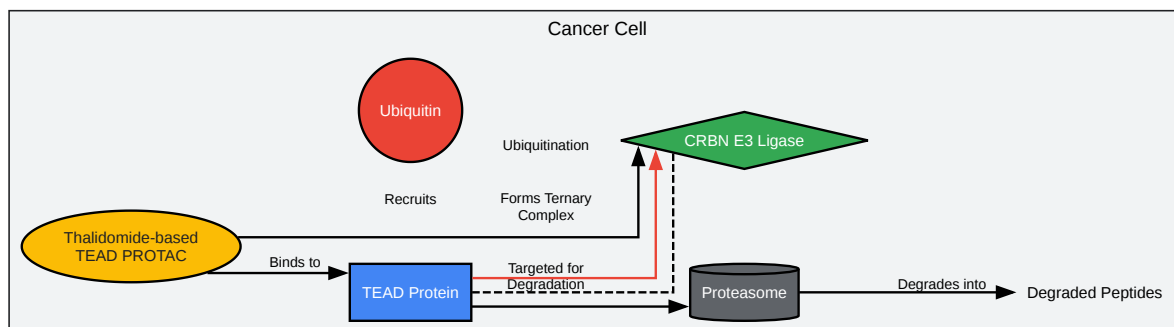 Cancer Cell
Ubiquitin
CRBN E3 Ligase
Ubiquitination
Recruits
Forms Ternary
Complex
Thalidomide-based
TEAD PROTAC
Binds to
TEAD Protein
Targeted for
Degradation
Proteasome
Degrades into
Degraded Peptides